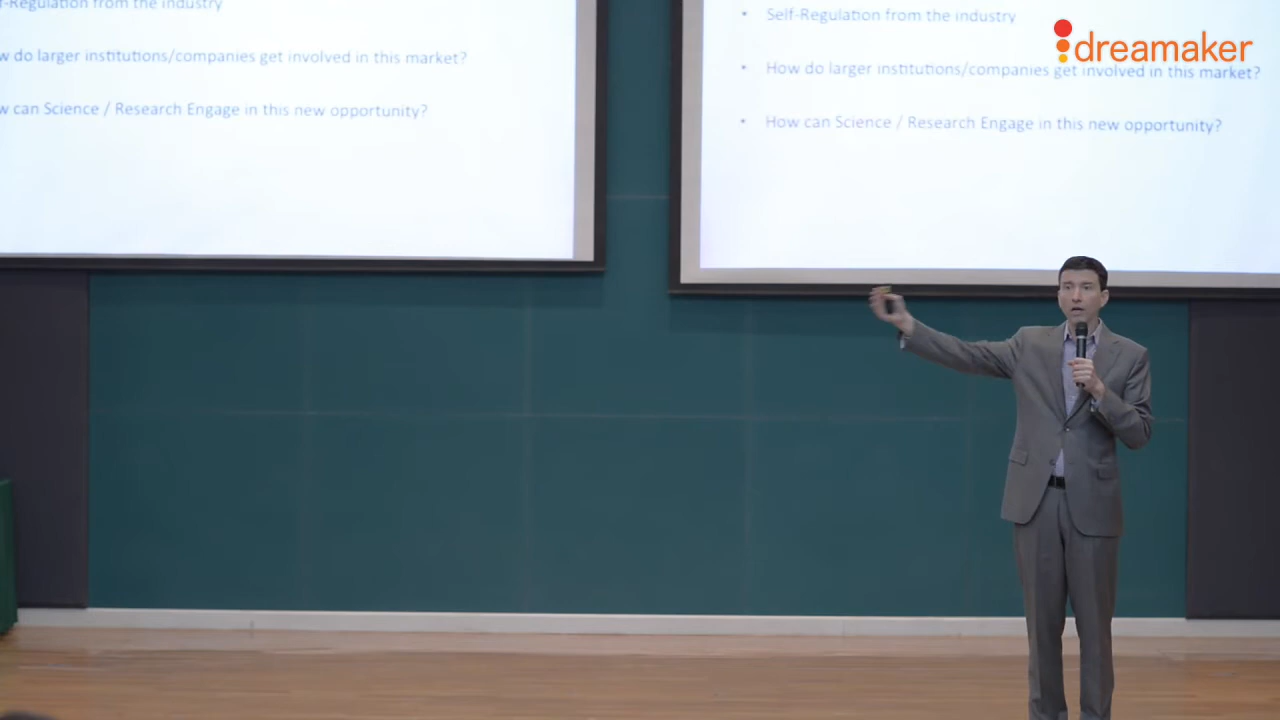 f-Regulation from the industry
w do larger institutions/companies get involved in this market?
w can Science / Research Engage in this new opportunity?
• Self-Regulation from the industry
• How do larger institutions/companies get involved in this market?
• How can Science / Research Engage in this new opportunity?
dreamaker